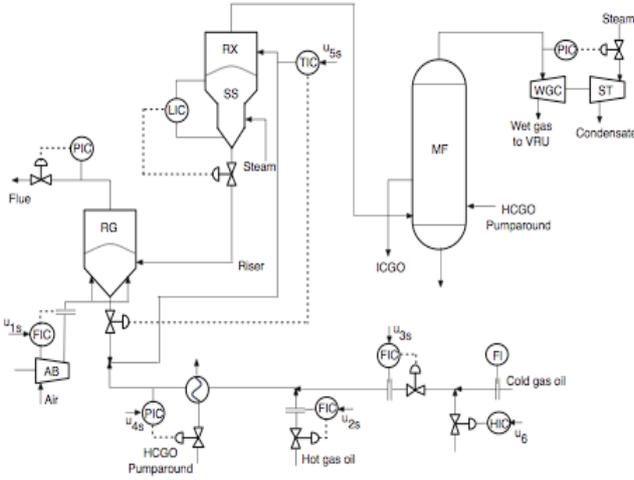 RX
SS
TIC
u5s
LIC
Steam
PIC
Flue
RG
Riser
u1s
FIC
AB
Air
u4s
PIC
HCGO
Pumparound
FIC
u2s
Hot gas oil
u3s
FIC
FI
Cold gas oil
HIC
u6
MF
ICGO
HCGO
Pumparound
PIC
Steam
WGC
ST
Wet gas
to VRU
Condensate